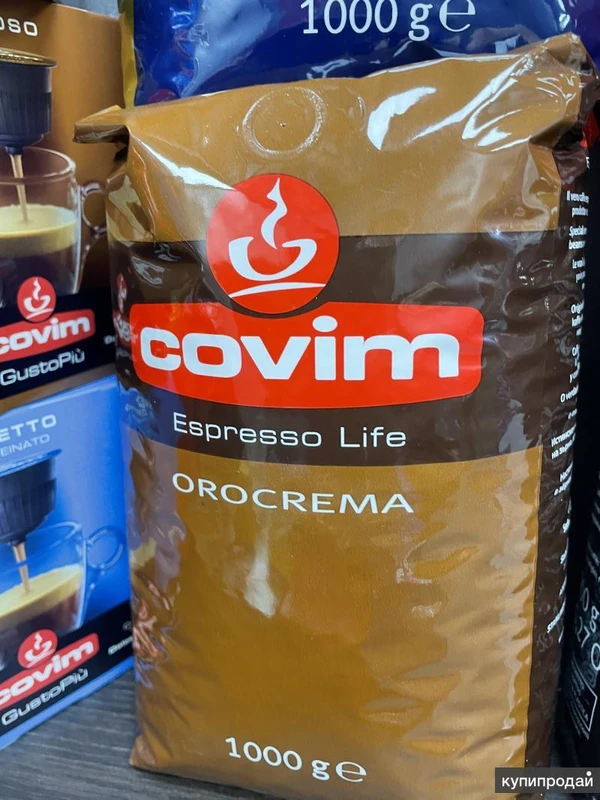 1000 g℮
OSO
covim
GustoPiù
ETTO
EINATO
covim
GustoPiù
covim
Espresso Life
OROCREMA
1000 g℮
купипродай